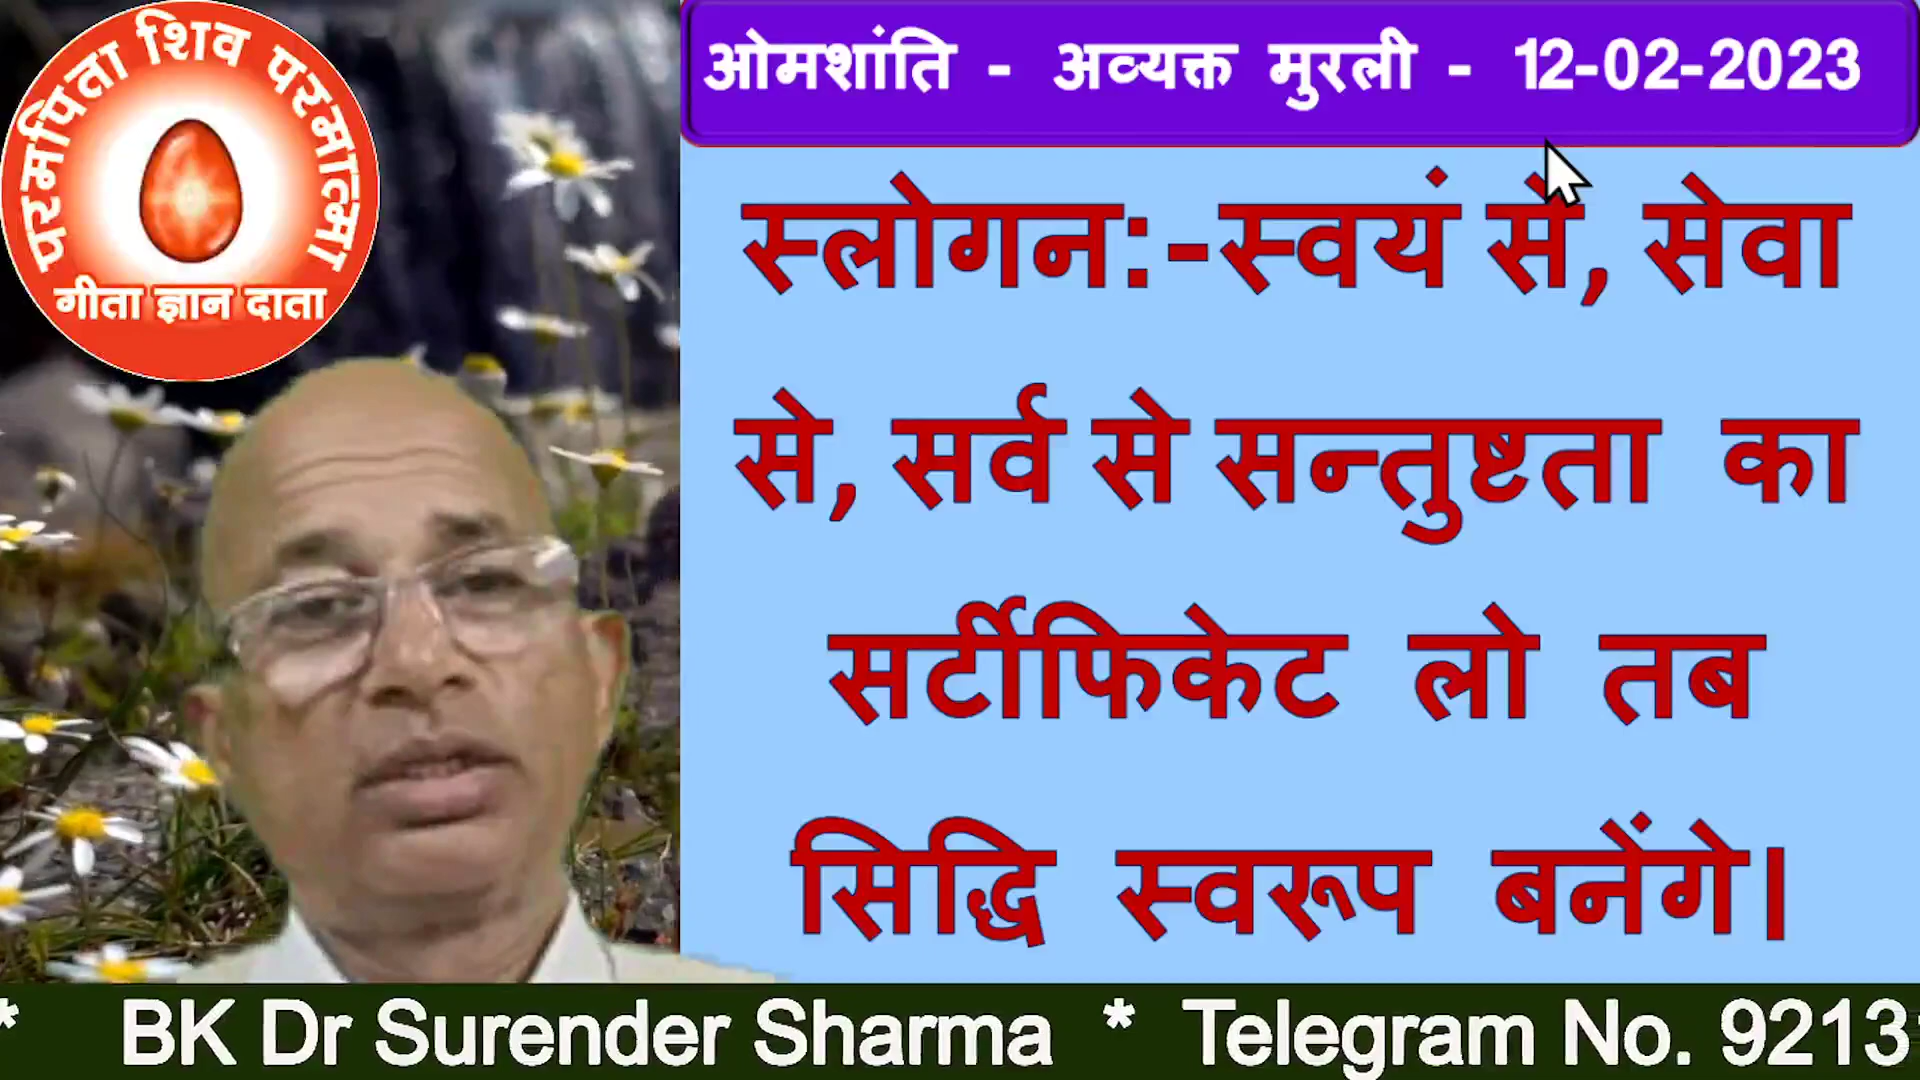 परमपिता शिव परमात्मा
गीता ज्ञान दाता
ओमशांति - अव्यक्त मुरली - 12-02-2023
स्लोगन:-स्वयं से, सेवा
से, सर्व से सन्तुष्टता का
सर्टीफिकेट लो तब
सिद्धि स्वरूप बनेंगे।
* BK Dr Surender Sharma * Telegram No. 9213